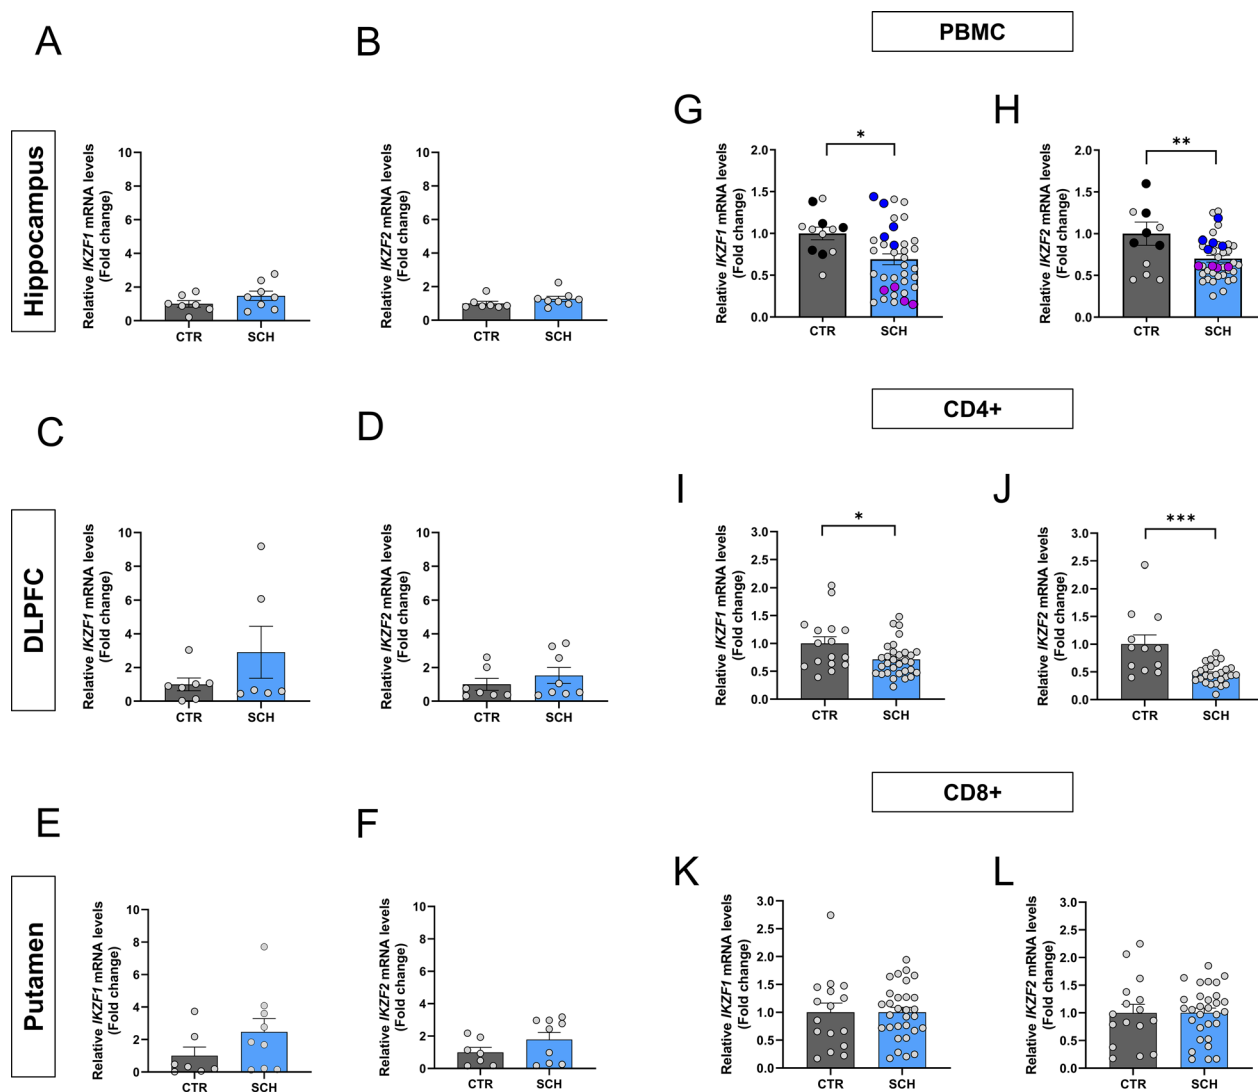 A
B
PBMC
G
H
Hippocampus
Relative IKZF1 mRNA levels
(Fold change)
10
8
6
4
2
0
CTR
SCH
Relative IKZF2 mRNA levels
(Fold change)
10
8
6
4
2
0
CTR
SCH
Relative IKZF1 mRNA levels
(Fold change)
2.0
1.5
1.0
0.5
0.0
*
CTR
SCH
Relative IKZF2 mRNA levels
(Fold change)
2.0
1.5
1.0
0.5
0.0
**
CTR
SCH
CD4+
C
D
I
J
DLPFC
Relative IKZF1 mRNA levels
(Fold change)
10
8
6
4
2
0
CTR
SCH
Relative IKZF2 mRNA levels
(Fold change)
10
8
6
4
2
0
CTR
SCH
Relative IKZF1 mRNA levels
(Fold change)
3.0
2.5
2.0
1.5
1.0
0.5
0.0
*
CTR
SCH
Relative IKZF2 mRNA levels
(Fold change)
3.0
2.5
2.0
1.5
1.0
0.5
0.0
***
CTR
SCH
CD8+
E
F
K
L
Putamen
Relative IKZF1 mRNA levels
(Fold change)
10
8
6
4
2
0
CTR
SCH
Relative IKZF2 mRNA levels
(Fold change)
10
8
6
4
2
0
CTR
SCH
Relative IKZF1 mRNA levels
(Fold change)
3.0
2.5
2.0
1.5
1.0
0.5
0.0
CTR
SCH
Relative IKZF2 mRNA levels
(Fold change)
3.0
2.5
2.0
1.5
1.0
0.5
0.0
CTR
SCH